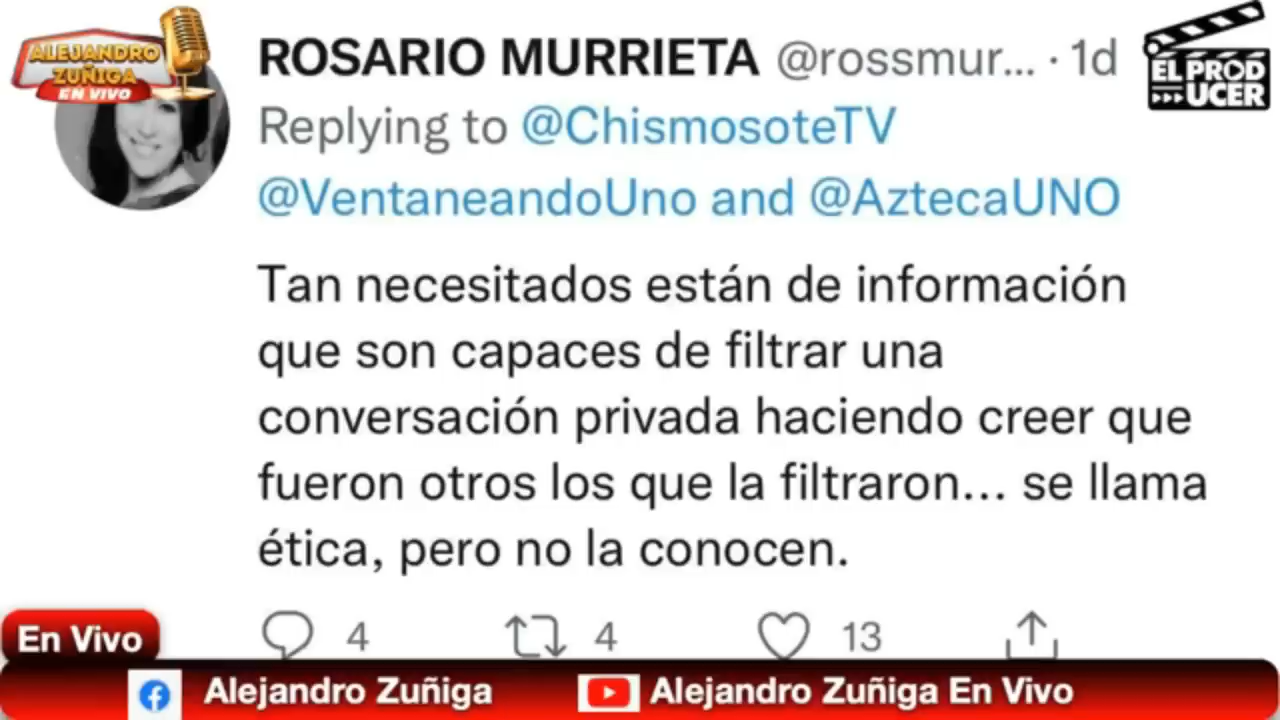 ALEJANDRO
ZUÑIGA
EN VIVO
ROSARIO MURRIETA @rossmur... · 1d
EL PROD
UCER
Replying to @ChismosoteTV
@VentaneandoUno and @AztecaUNO
Tan necesitados están de información
que son capaces de filtrar una
conversación privada haciendo creer que
fueron otros los que la filtraron... se llama
ética, pero no la conocen.
4 4 13
En Vivo
Alejandro Zuñiga Alejandro Zuñiga En Vivo